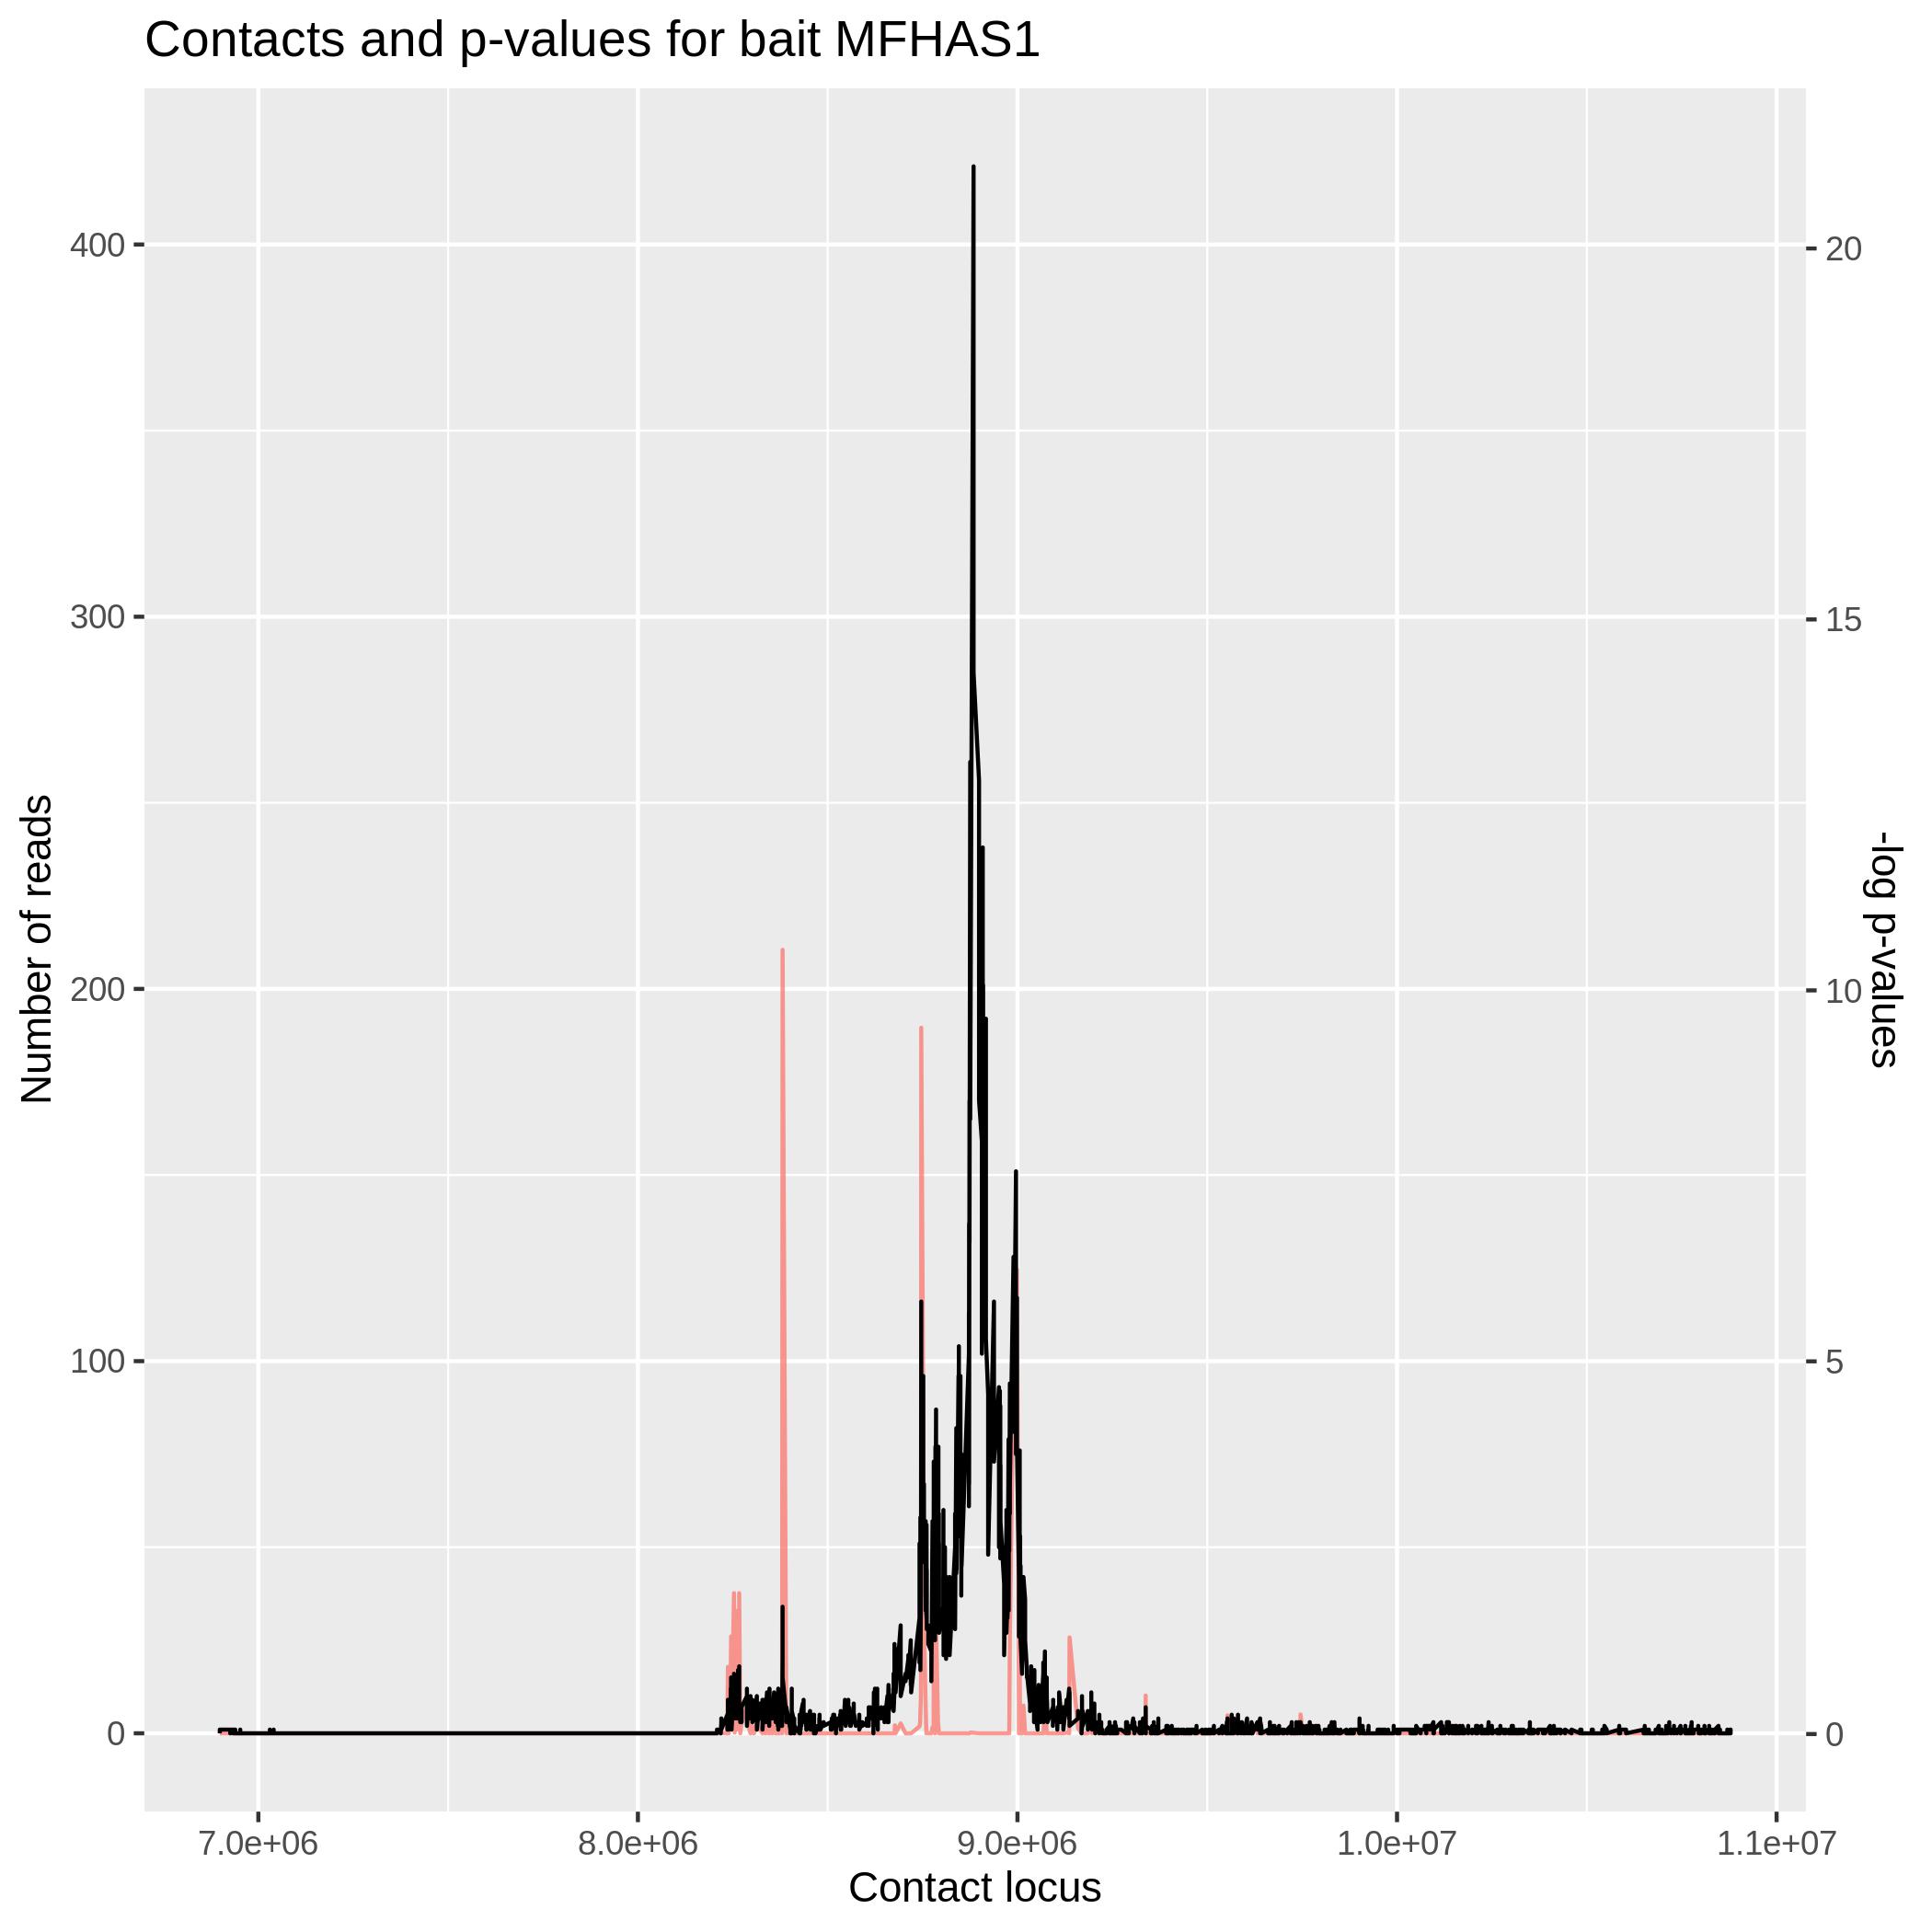 Contacts and p-values for bait MFHAS1
Number of reads
400
300
200
100
0
20
15
10
5
0
-log p-values
7.0e+06
8.0e+06
9.0e+06
1.0e+07
1.1e+07
Contact locus